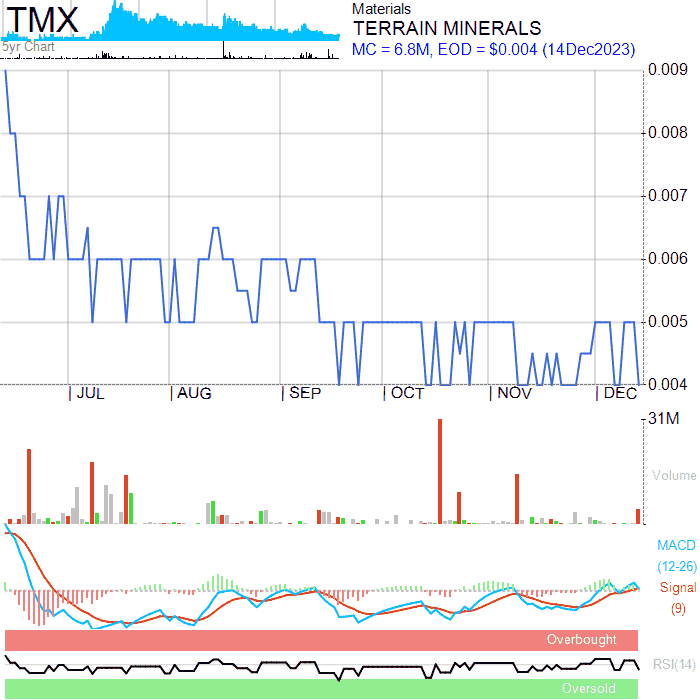 TMX
5yr Chart
Materials
TERRAIN MINERALS
MC = 6.8M, EOD = $0.004 (14Dec2023)
0.009
0.008
0.007
0.006
0.005
0.004
JUL
AUG
SEP
OCT
NOV
DEC
31M
Volume
MACD
(12-26)
Signal
(9)
Overbought
RSI(14)
Oversold